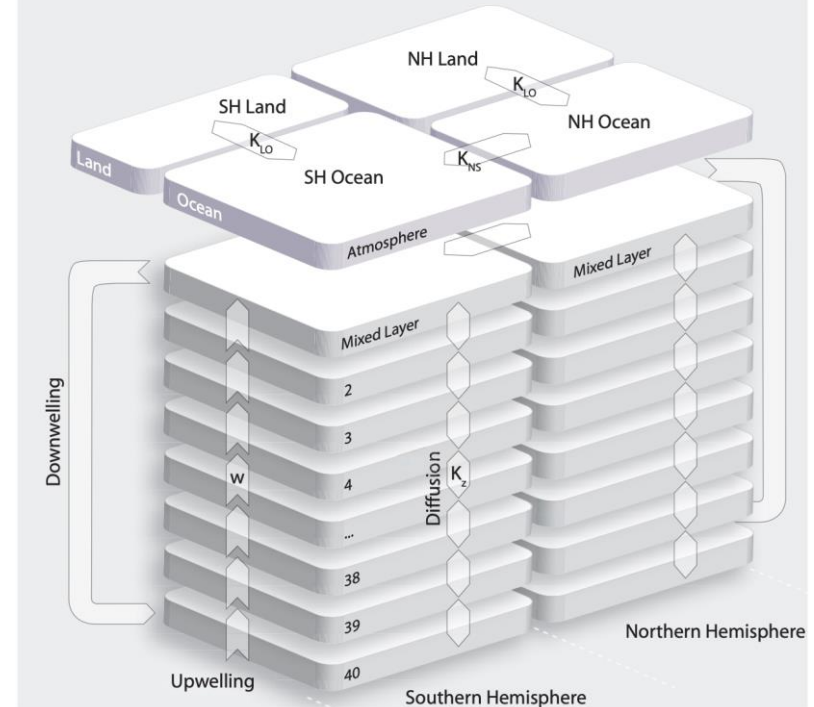 NH Land
K_LO
SH Land
NH Ocean
K_LO
K_NS
Land
SH Ocean
Ocean
Atmosphere
Mixed Layer
Mixed Layer
2
3
Downwelling
4
w
Diffusion
K_z
...
38
39
Northern Hemisphere
40
Upwelling
Southern Hemisphere